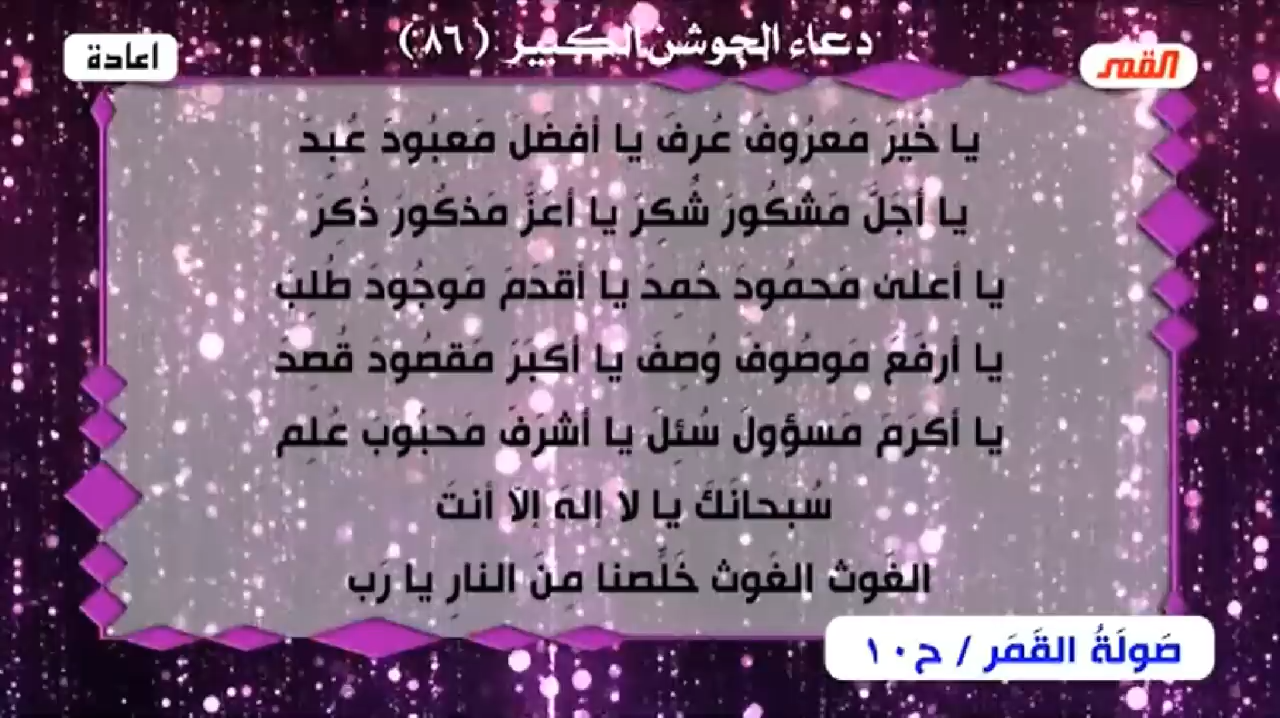 دعاء الجوشن الكبير (٨٦)
اعادة
القمر
يا خَيرَ مَعرُوفَ عُرِفَ يا أفضَلَ مَعبُودَ عُبِدَ
يا أجَلَّ مَشكُورَ شُكِرَ يا أعَزَّ مَذكُورَ ذُكِرَ
يا أعلىٰ مَحمُودَ حُمِدَ يا أقدَمَ مَوجُودَ طُلِبَ
يا أرفَعَ مَوصُوفَ وُصِفَ يا أكبَرَ مَقصُودَ قُصِدَ
يا أكرَمَ مَسؤولَ سُئِلَ يا أشرَفَ مَحبُوبَ عُلِم
سُبحانَكَ يا لا إلهَ إلاّ أنتَ
الغَوث الغَوث خَلِّصنا مِنَ النارِ يا رَب
صَولَةُ القَمَر / ح١٠